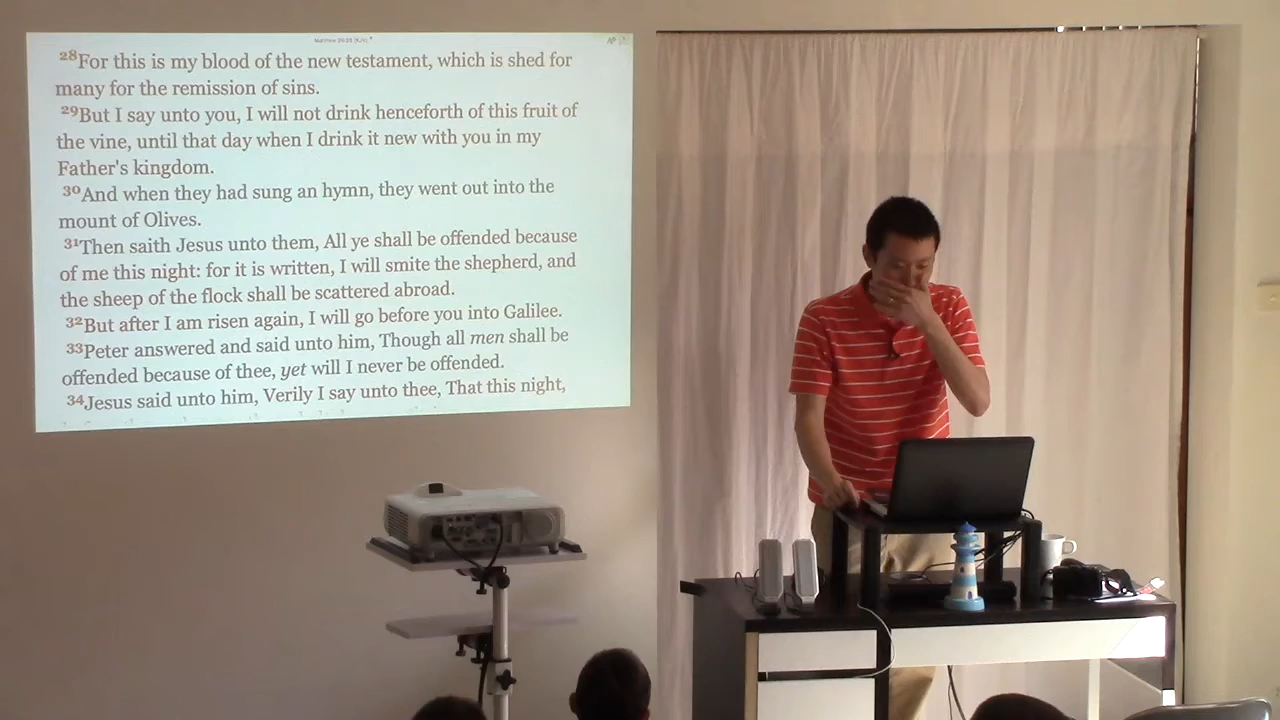 ²⁸For this is my blood of the new testament, which is shed for
many for the remission of sins.
²⁹But I say unto you, I will not drink henceforth of this fruit of
the vine, until that day when I drink it new with you in my
Father's kingdom.
³⁰And when they had sung an hymn, they went out into the
mount of Olives.
³¹Then saith Jesus unto them, All ye shall be offended because
of me this night: for it is written, I will smite the shepherd, and
the sheep of the flock shall be scattered abroad.
³²But after I am risen again, I will go before you into Galilee.
³³Peter answered and said unto him, Though all men shall be
offended because of thee, yet will I never be offended.
³⁴Jesus said unto him, Verily I say unto thee, That this night,